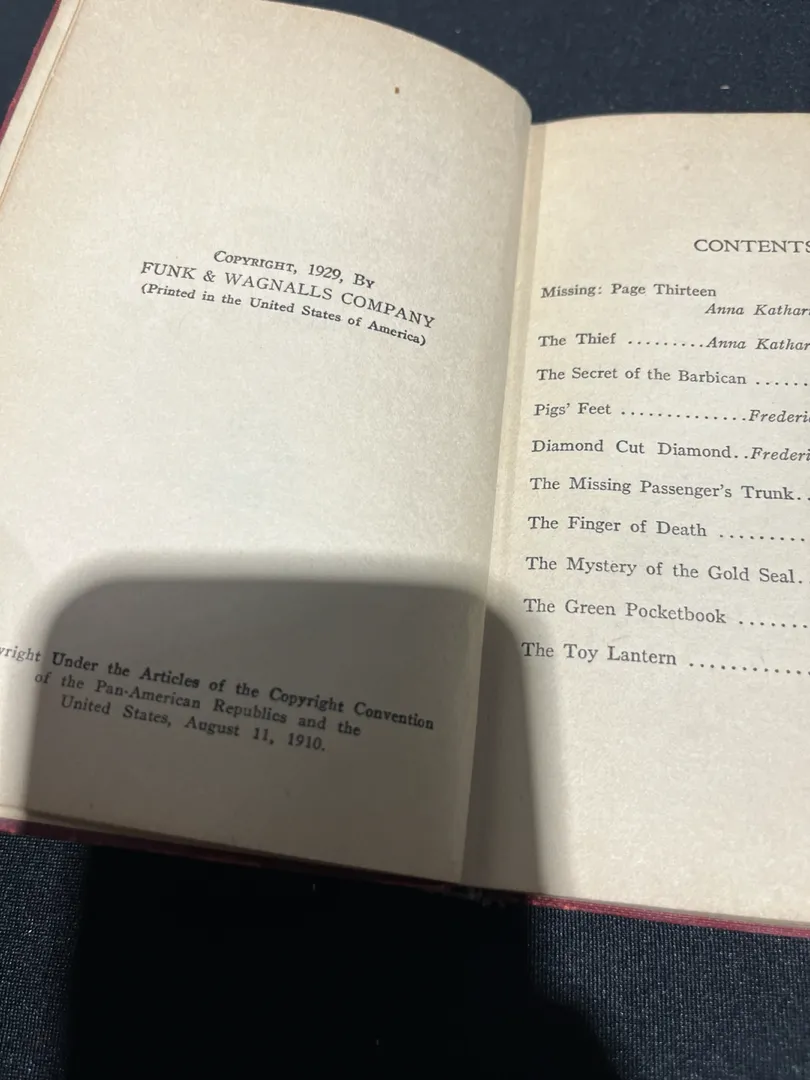 COPYRIGHT, 1929, BY
FUNK & WAGNALLS COMPANY
(Printed in the United States of America)
Under the Articles of the Copyright Convention
of the Pan-American Republics and the
United States, August 11, 1910.
CONTENTS
Missing: Page Thirteen
Anna
The Thief .........Anna
The Secret of the Barbican ......
Pigs' Feet ..............
Diamond Cut Diamond..
The Missing Passenger's Trunk..
The Finger of Death .........
The Mystery of the Gold Seal.
The Green Pocketbook .......
The Toy Lantern ............